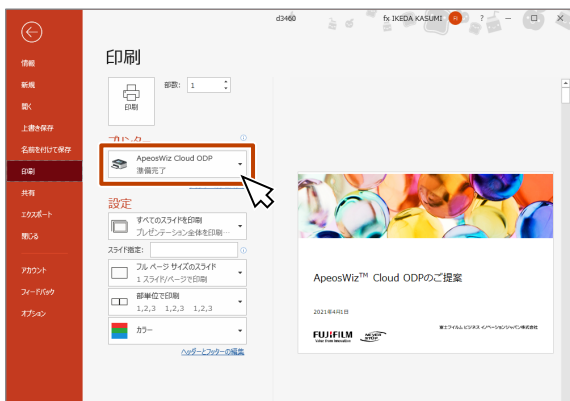 d3460
fx IKEDA KASUMI
R
?
印刷
情報
新規
開く
上書き保存
名前を付けて保存
印刷
共有
エクスポート
閉じる
アカウント
フィードバック
オプション
印刷
部数: 1
プリンター
ApeosWiz Cloud ODP
準備完了
設定
すべてのスライドを印刷
プレゼンテーション全体を印刷…
スライド指定:
フル ページ サイズのスライド
1 スライド/ページで印刷
部単位で印刷
1,2,3 1,2,3 1,2,3
カラー
ヘッダーとフッターの編集
ApeosWiz™ Cloud ODPのご提案
2021年4月1日
富士フイルム ビジネス イノベーションジャパン株式会社
FUJIFILM
Value from Innovation
NEVER
STOP